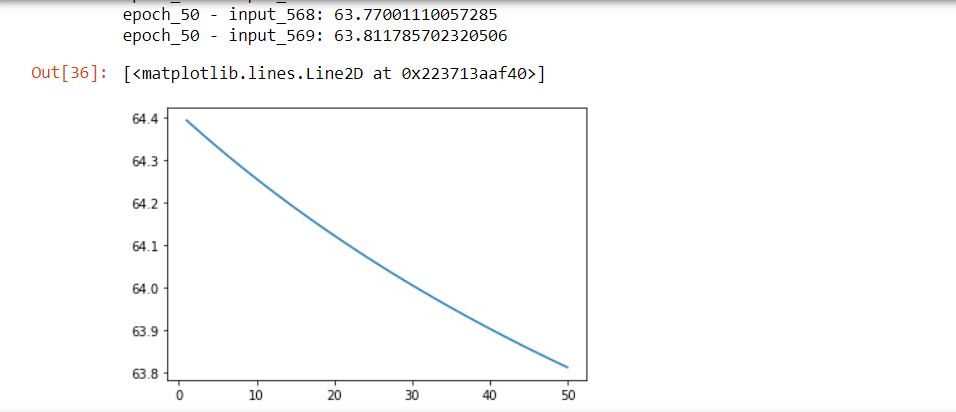 epoch_50 - input_568: 63.77001110057285
epoch_50 - input_569: 63.811785702320506
Out[36]: [<matplotlib.lines.Line2D at 0x223713aaf40>]
64.4
64.3
64.2
64.1
64.0
63.9
63.8
0 10 20 30 40 50